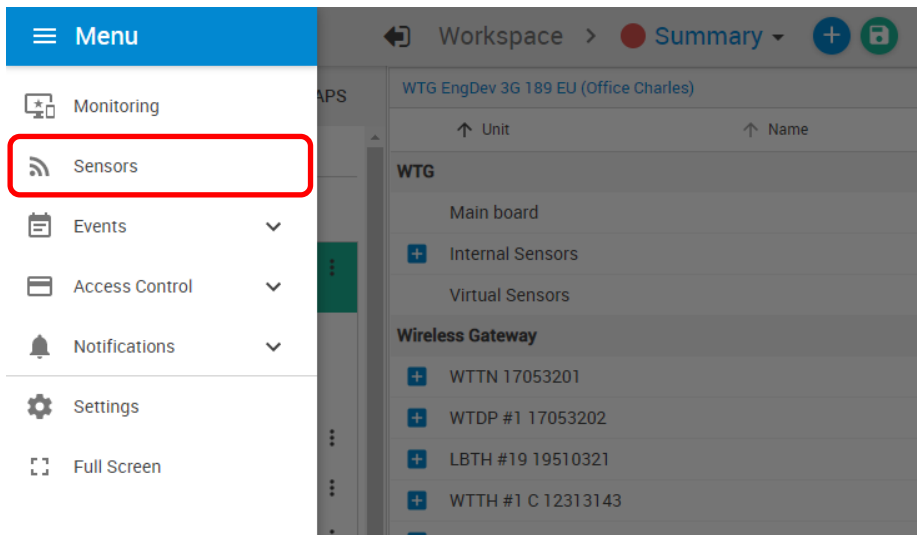 Menu
Workspace > Summary
Monitoring
APS
WTG EngDev 3G 189 EU (Office Charles)
Unit
Name
Sensors
WTG
Events
Main board
Internal Sensors
Access Control
Virtual Sensors
Notifications
Wireless Gateway
WTTN 17053201
Settings
WTDP #1 17053202
Full Screen
LBTH #19 19510321
WTTH #1 C 12313143